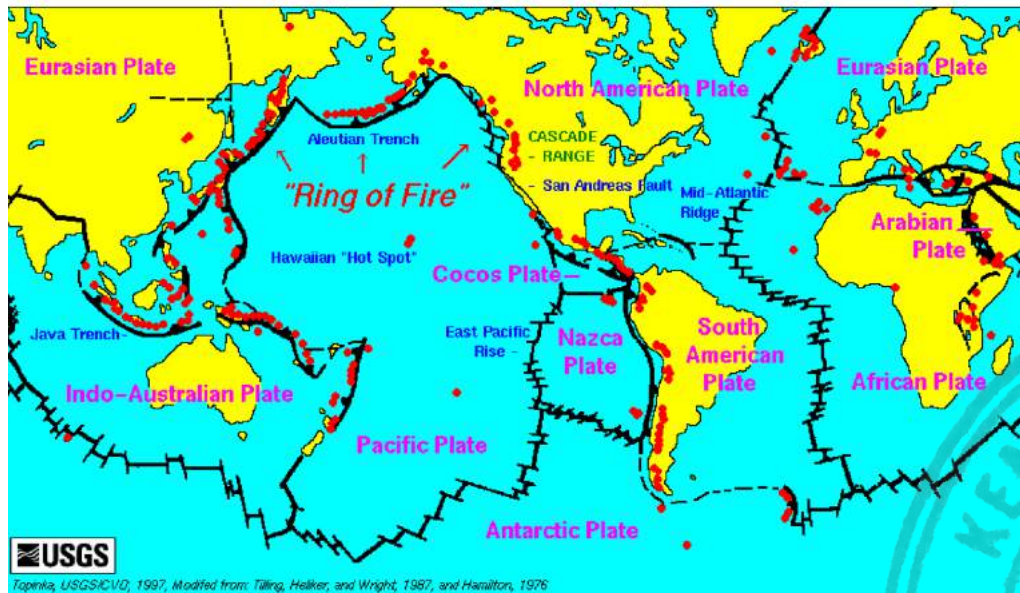 Eurasian Plate
North American Plate
Eurasian Plate
Aleutian Trench
CASCADE
- RANGE
"Ring of Fire"
- San Andreas Fault
Mid-Atlantic
Ridge
Arabian
Plate
Hawaiian "Hot Spot"
Cocos Plate
Java Trench-
East Pacific
Rise -
Nazca
Plate
South
American
Plate
Indo-Australian Plate
African Plate
Pacific Plate
Antarctic Plate
USGS
Topinka, USGS/CVO, 1997, Modified from: Tilling, Heliker, and Wright, 1987, and Hamilton, 1976
KE